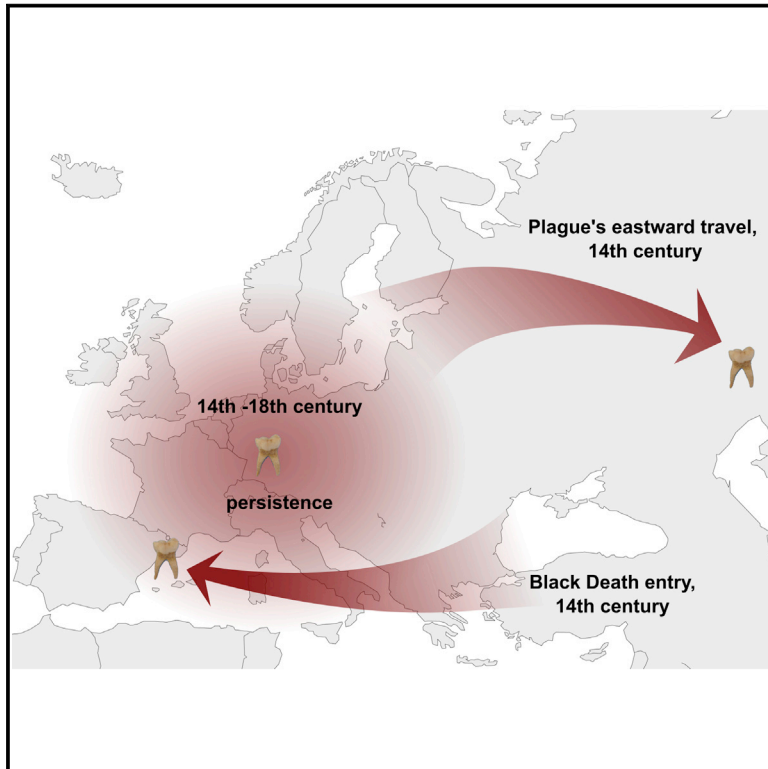 Plague's eastward travel,
14th century
14th -18th century
persistence
Black Death entry,
14th century